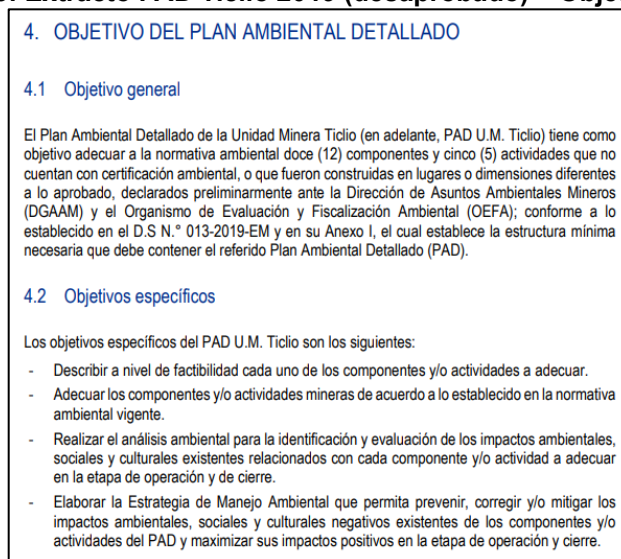 4. OBJETIVO DEL PLAN AMBIENTAL DETALLADO
4.1 Objetivo general
El Plan Ambiental Detallado de la Unidad Minera Ticlio (en adelante, PAD U.M. Ticlio) tiene como
objetivo adecuar a la normativa ambiental doce (12) componentes y cinco (5) actividades que no
cuentan con certificación ambiental, o que fueron construidas en lugares o dimensiones diferentes
a lo aprobado, declarados preliminarmente ante la Dirección de Asuntos Ambientales Mineros
(DGAAM) y el Organismo de Evaluación y Fiscalización Ambiental (OEFA); conforme a lo
establecido en el D.S N.° 013-2019-EM y en su Anexo I, el cual establece la estructura mínima
necesaria que debe contener el referido Plan Ambiental Detallado (PAD).
4.2 Objetivos específicos
Los objetivos específicos del PAD U.M. Ticlio son los siguientes:
- Describir a nivel de factibilidad cada uno de los componentes y/o actividades a adecuar.
- Adecuar los componentes y/o actividades mineras de acuerdo a lo establecido en la normativa
ambiental vigente.
- Realizar el análisis ambiental para la identificación y evaluación de los impactos ambientales,
sociales y culturales existentes relacionados con cada componente y/o actividad a adecuar
en la etapa de operación y de cierre.
- Elaborar la Estrategia de Manejo Ambiental que permita prevenir, corregir y/o mitigar los
impactos ambientales, sociales y culturales negativos existentes de los componentes y/o
actividades del PAD y maximizar sus impactos positivos en la etapa de operación y cierre.